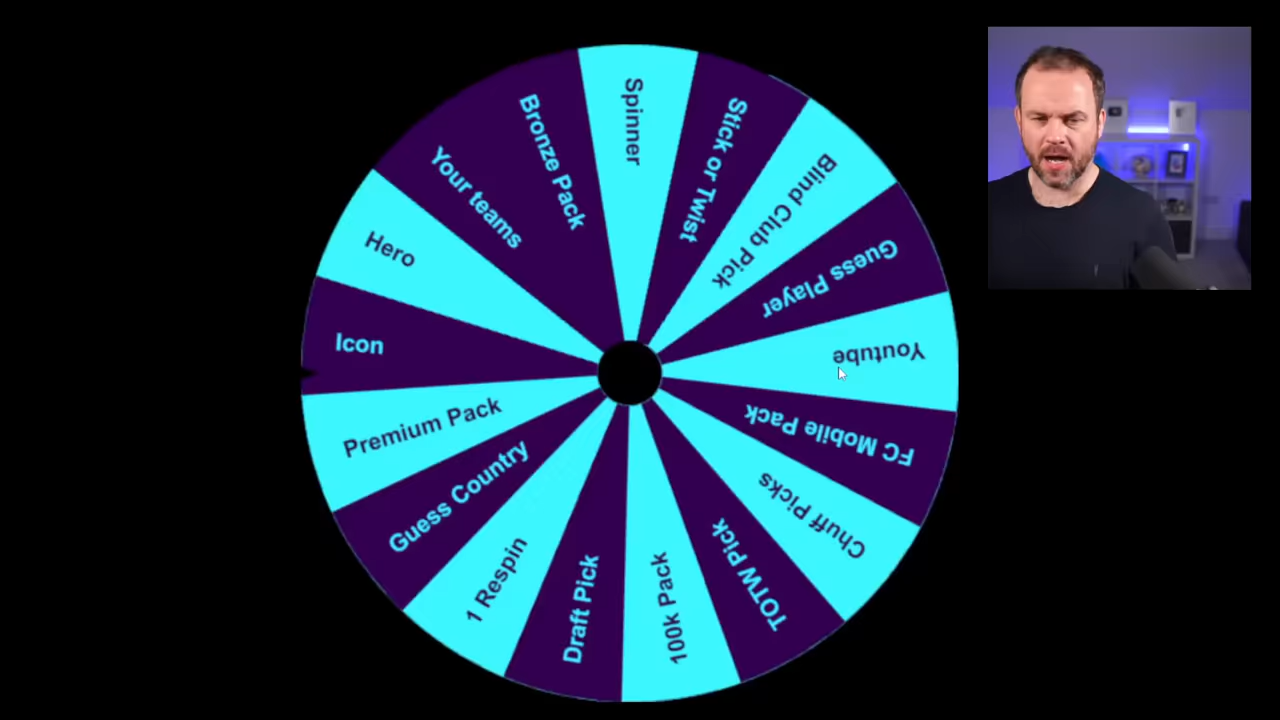 Spinner
Stick or Twist
Blind Club Pick
Guess Player
Youtube
FC Mobile Pack
Chuff Picks
TOTW Pick
100k Pack
Draft Pick
1 Respin
Guess Country
Premium Pack
Icon
Hero
Your teams
Bronze Pack